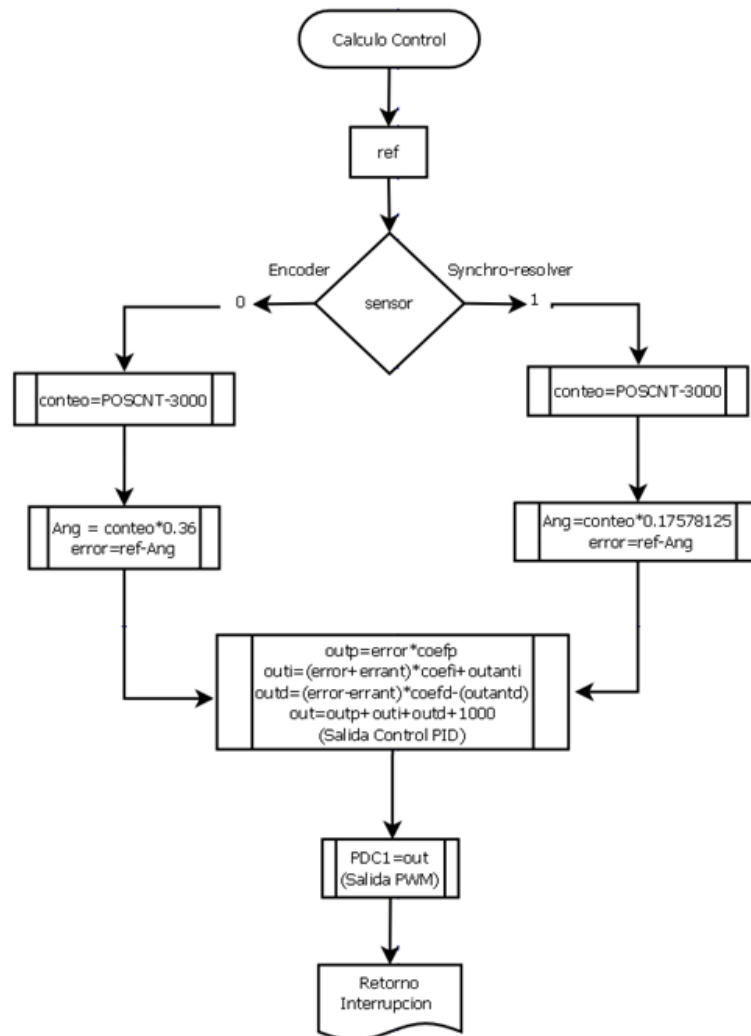 Calculo Control
ref
Encoder
Synchro-resolver
0
sensor
1
conteo=POSCNT-3000
conteo=POSCNT-3000
Ang = conteo*0.36
error=ref-Ang
Ang=conteo*0.17578125
error=ref-Ang
outp=error*coefp
outi=(error+errant)*coefi+outanti
outd=(error-errant)*coefd-(outantd)
out=outp+outi+outd+1000
(Salida Control PID)
PDC1=out
(Salida PWM)
Retorno
Interrupcion